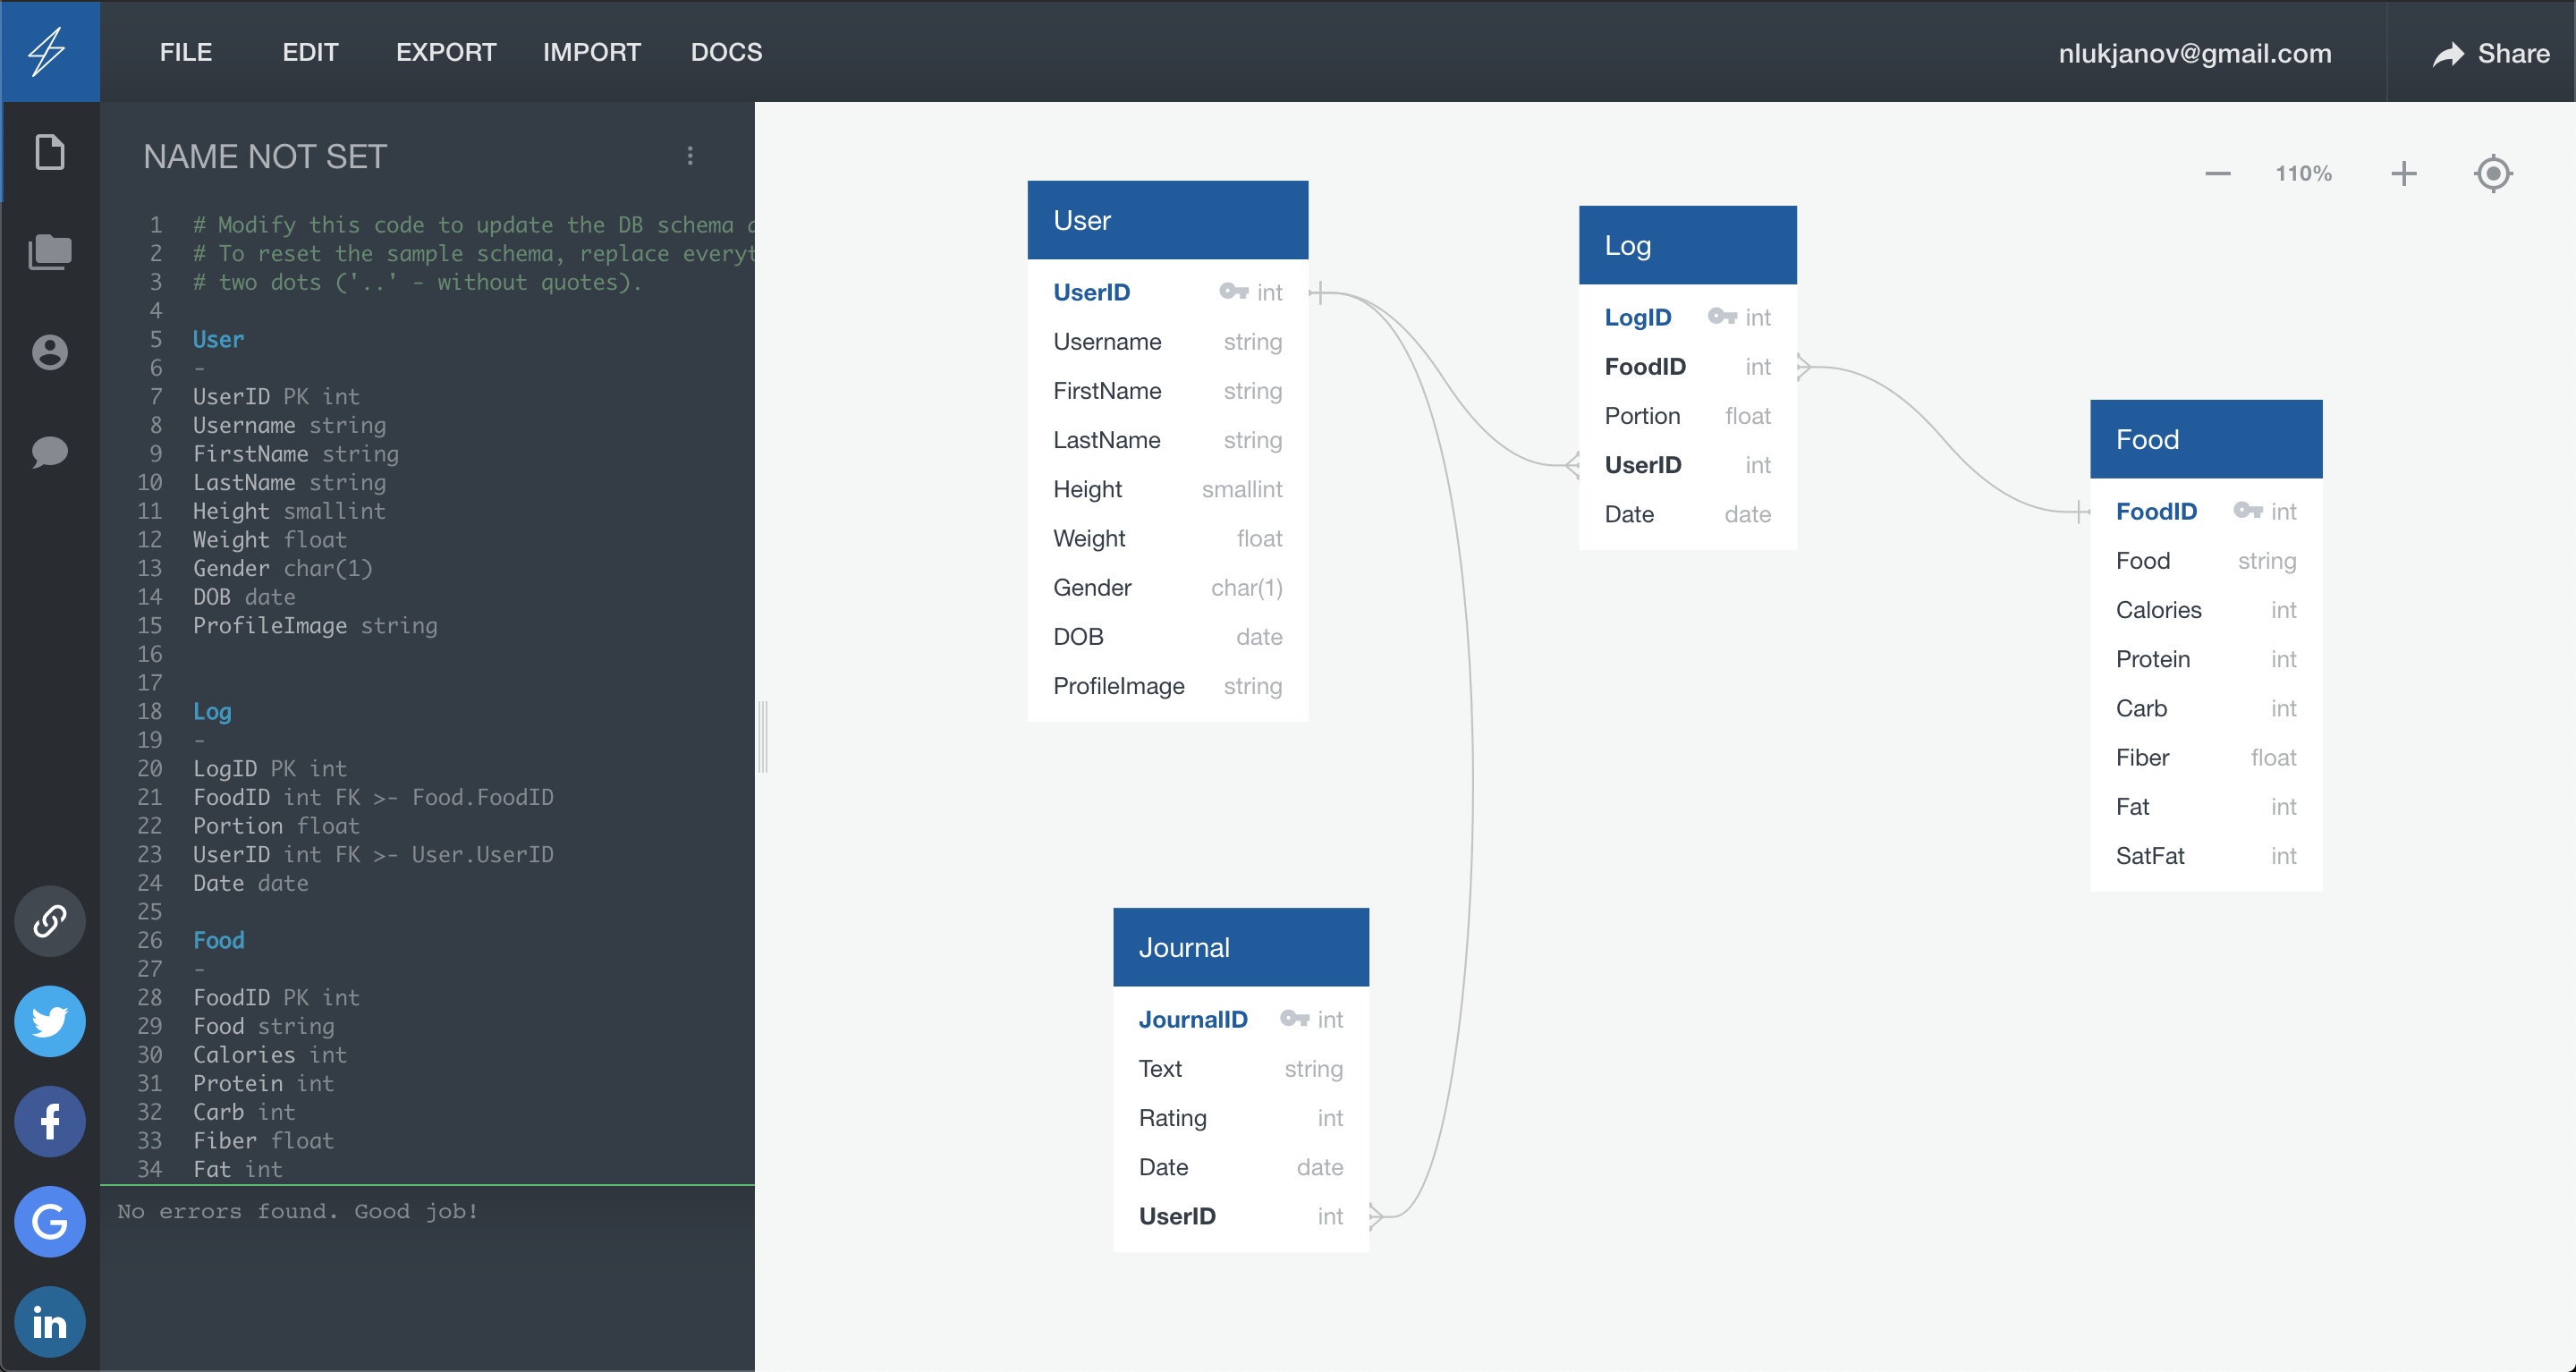 FILE EDIT EXPORT IMPORT DOCS nlukjanov@gmail.com Share
NAME NOT SET
1 # Modify this code to update the DB schema
2 # To reset the sample schema, replace
3 # two dots ('..' - without quotes).
4
5 User
6 -
7 UserID PK int
8 Username string
9 FirstName string
10 LastName string
11 Height smallint
12 Weight float
13 Gender char(1)
14 DOB date
15 ProfileImage string
16
17
18 Log
19 -
20 LogID PK int
21 FoodID int FK >- Food.FoodID
22 Portion float
23 UserID int FK >- User.UserID
24 Date date
25
26 Food
27 -
28 FoodID PK int
29 Food string
30 Calories int
31 Protein int
32 Carb int
33 Fiber float
34 Fat int
No errors found. Good job!
110%
User
UserID int
Username string
FirstName string
LastName string
Height smallint
Weight float
Gender char(1)
DOB date
ProfileImage string
Log
LogID int
FoodID int
Portion float
UserID int
Date date
Food
FoodID int
Food string
Calories int
Protein int
Carb int
Fiber float
Fat int
SatFat int
Journal
JournalID int
Text string
Rating int
Date date
UserID int